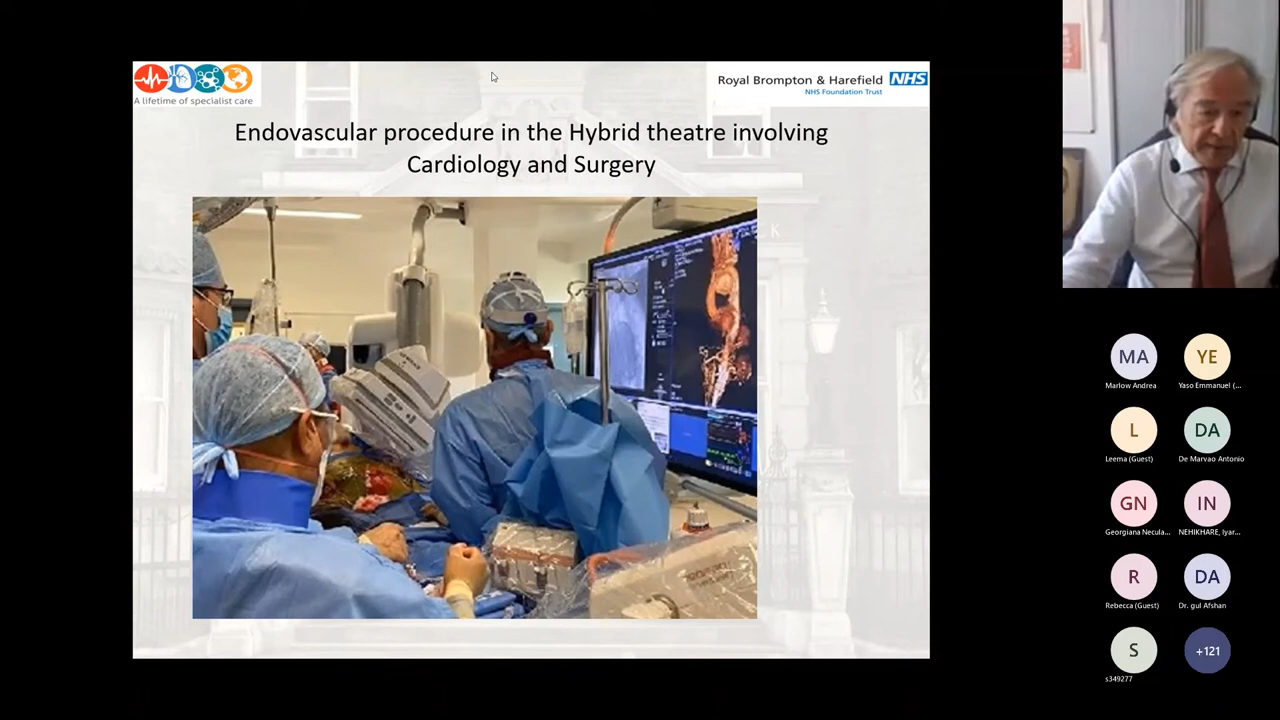 A lifetime of specialist care
Royal Brompton & Harefield NHS
NHS Foundation Trust
Endovascular procedure in the Hybrid theatre involving
Cardiology and Surgery
K
MA
YE
Marlow Andrea
Yaso Emmanuel (...
L
DA
Leema (Guest)
De Marvao Antonio
GN
IN
Georgiana Necula...
NEHIKHARE, Iyar...
R
DA
Rebecca (Guest)
Dr. gul Afshan
S
+121
s349277